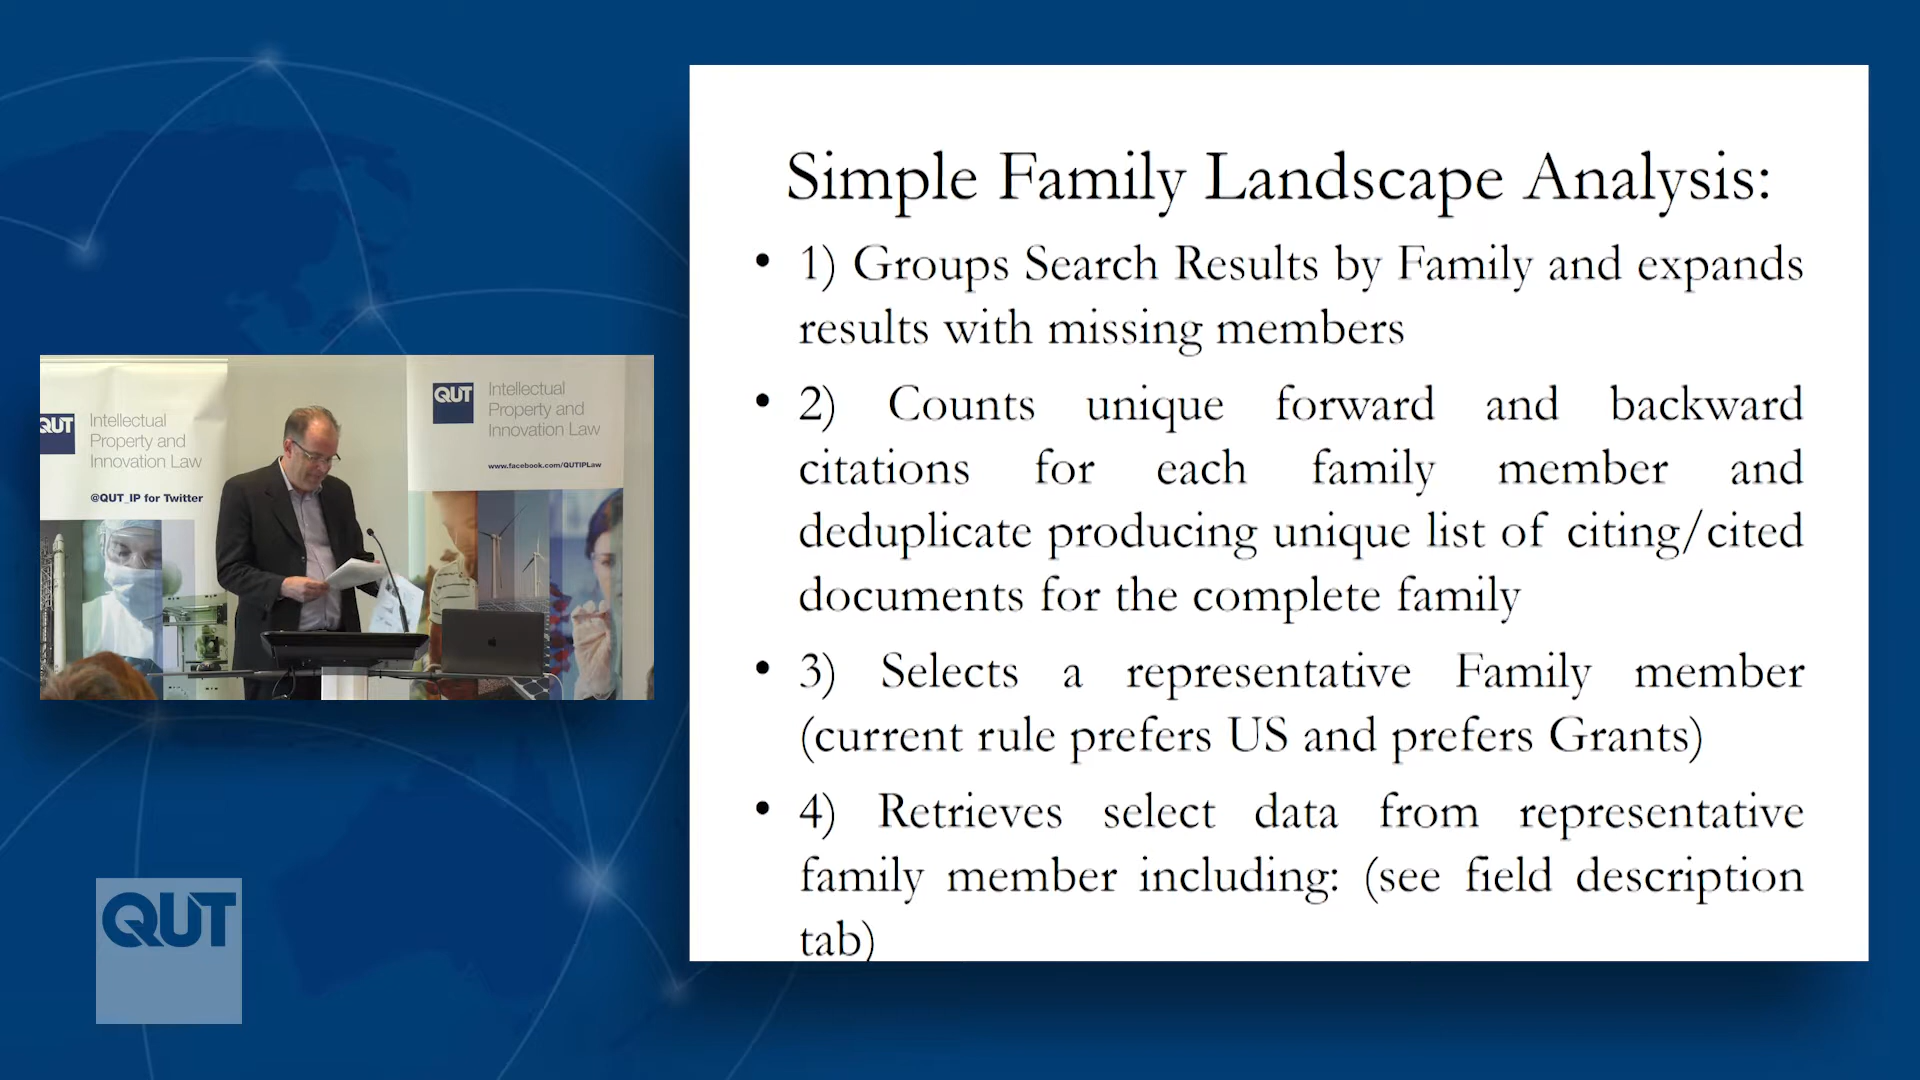 Simple Family Landscape Analysis:
• 1) Groups Search Results by Family and expands
results with missing members
• 2) Counts unique forward and backward
citations for each family member and
deduplicate producing unique list of citing/cited
documents for the complete family
• 3) Selects a representative Family member
(current rule prefers US and prefers Grants)
• 4) Retrieves select data from representative
family member including: (see field description
tab)
QUT
Intellectual
Property and
Innovation Law
@QUT_IP for Twitter
QUT
Intellectual
Property and
Innovation Law
www.facebook.com/QUTIPLaw
QUT